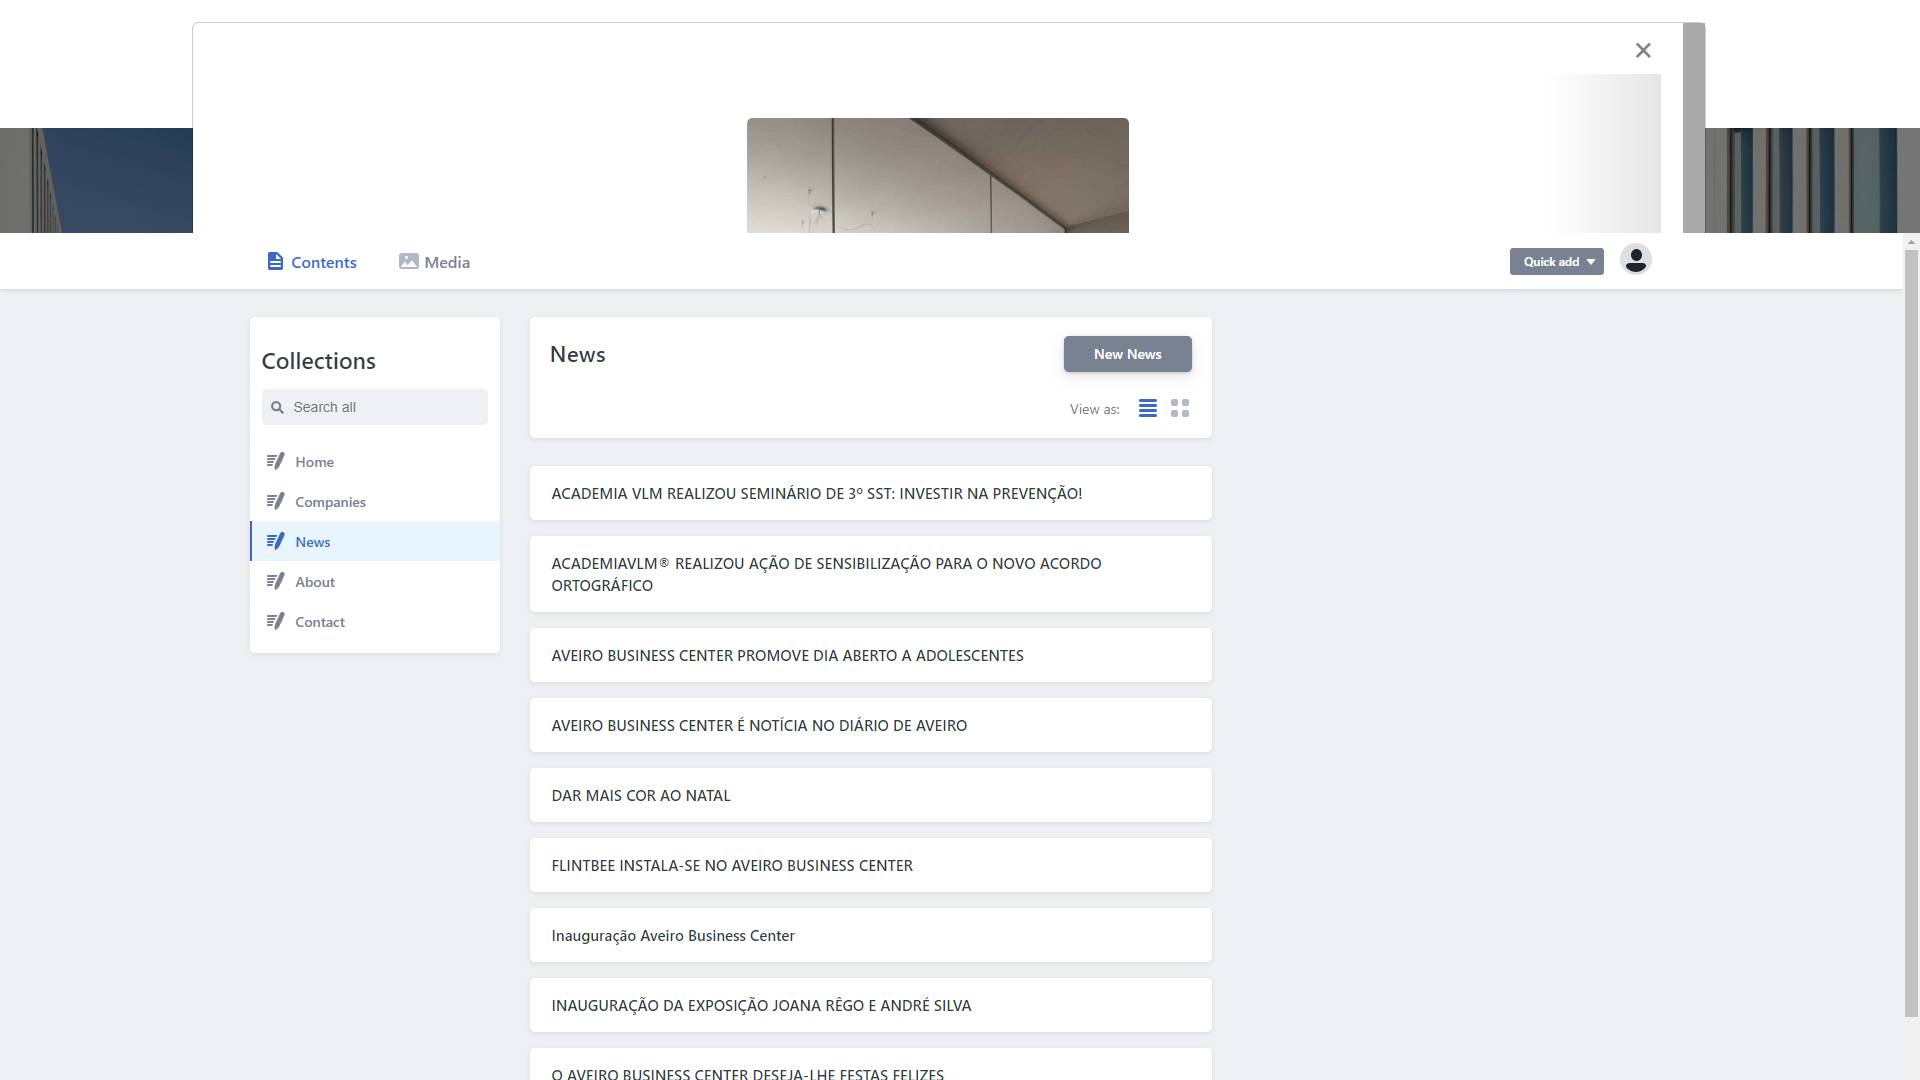 Contents
Media
Quick add
Collections
Search all
Home
Companies
News
About
Contact
News
New News
View as:
ACADEMIA VLM REALIZOU SEMINÁRIO DE 3º SST: INVESTIR NA PREVENÇÃO!
ACADEMIAVLM® REALIZOU AÇÃO DE SENSIBILIZAÇÃO PARA O NOVO ACORDO
ORTOGRÁFICO
AVEIRO BUSINESS CENTER PROMOVE DIA ABERTO A ADOLESCENTES
AVEIRO BUSINESS CENTER É NOTÍCIA NO DIÁRIO DE AVEIRO
DAR MAIS COR AO NATAL
FLINTBEE INSTALA-SE NO AVEIRO BUSINESS CENTER
Inauguração Aveiro Business Center
INAUGURAÇÃO DA EXPOSIÇÃO JOANA RÊGO E ANDRÉ SILVA
O AVEIRO BUSINESS CENTER DESEJA-LHE FESTAS FELIZES